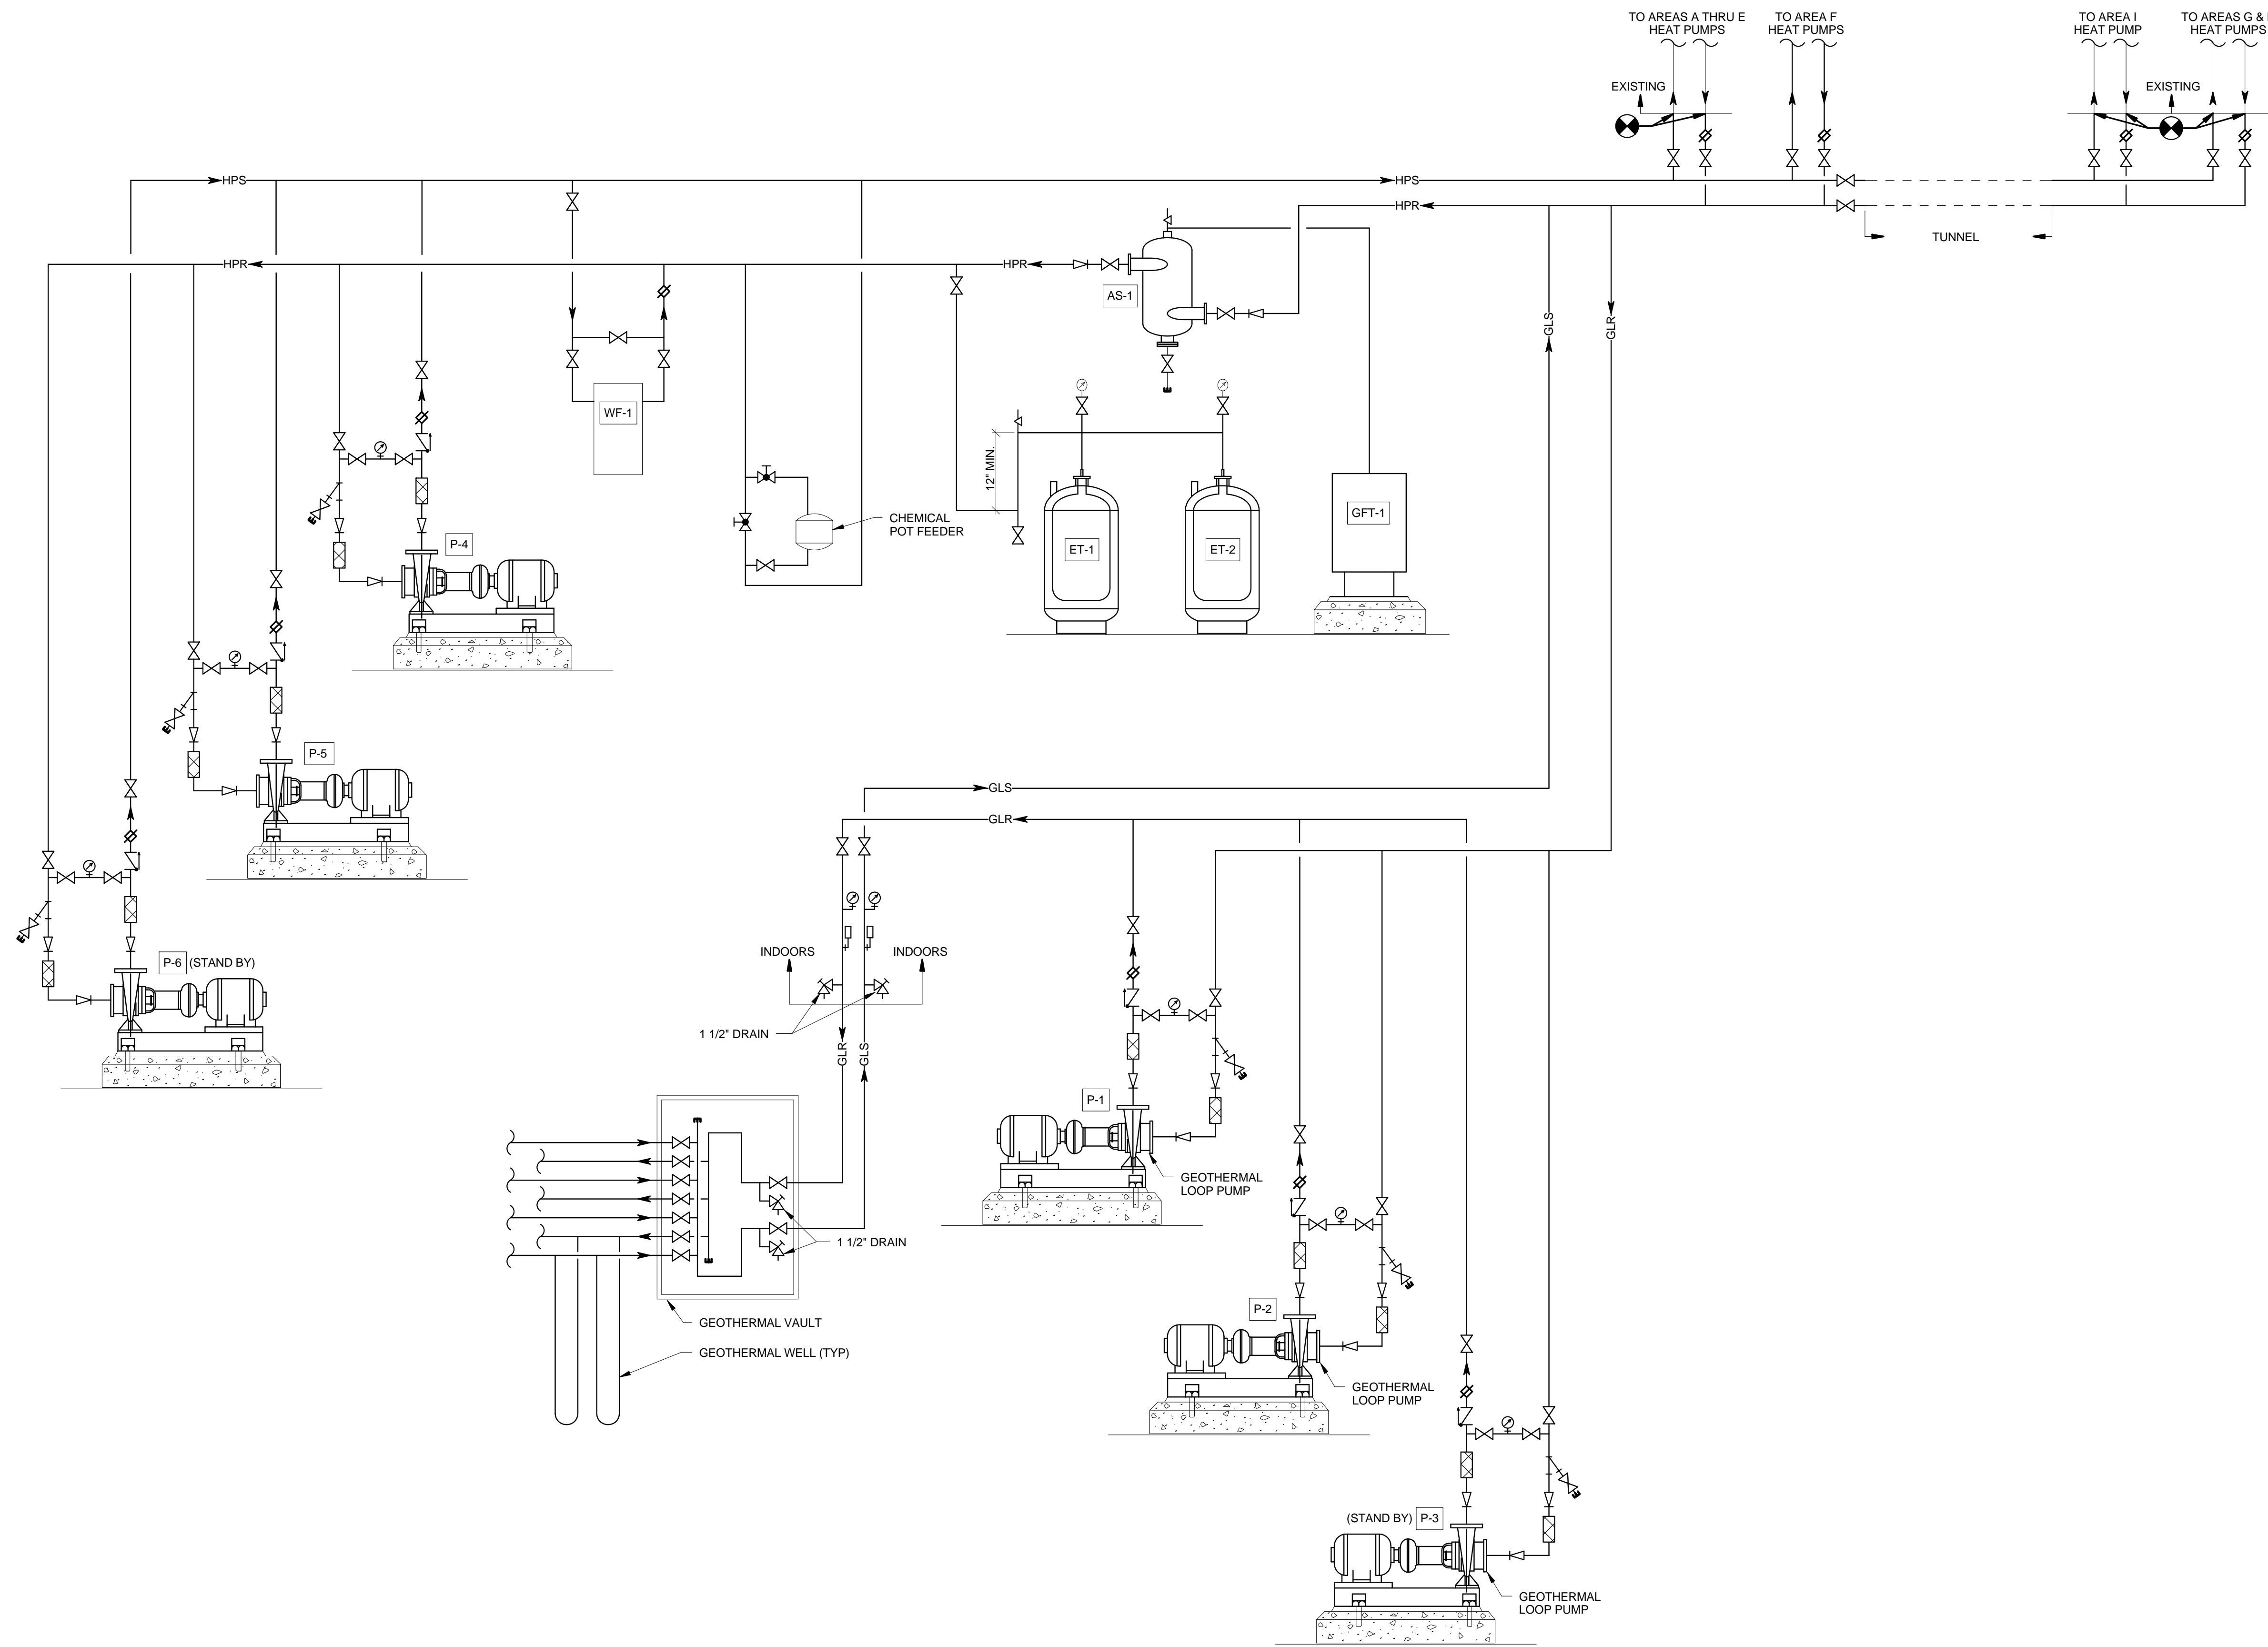 TO AREAS A THRU E
HEAT PUMPS
TO AREA F
HEAT PUMPS
TO AREA I
HEAT PUMP
TO AREAS G &
HEAT PUMPS
EXISTING
EXISTING
HPS
HPS
HPR
HPR
HPR
TUNNEL
AS-1
GLS
GLR
WF-1
12" MIN.
CHEMICAL
POT FEEDER
ET-1
ET-2
GFT-1
P-4
P-5
GLS
GLR
P-6 (STAND BY)
INDOORS
INDOORS
1 1/2" DRAIN
GLR
GLS
P-1
GEOTHERMAL
LOOP PUMP
1 1/2" DRAIN
GEOTHERMAL VAULT
GEOTHERMAL WELL (TYP)
P-2
GEOTHERMAL
LOOP PUMP
(STAND BY) P-3
GEOTHERMAL
LOOP PUMP